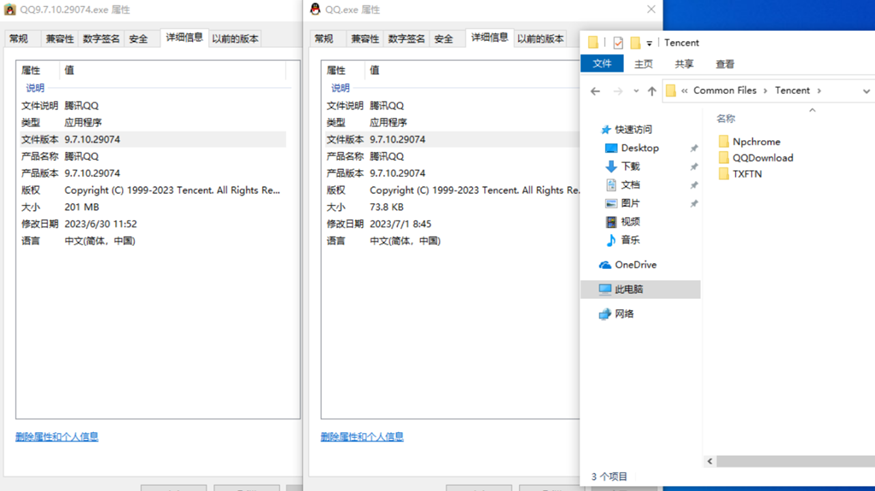 QQ9.7.10.29074.exe 属性
常规 兼容性 数字签名 安全 详细信息 以前的版本
属性 值
说明
文件说明 腾讯QQ
类型 应用程序
文件版本 9.7.10.29074
产品名称 腾讯QQ
产品版本 9.7.10.29074
版权 Copyright (C) 1999-2023 Tencent. All Rights Re...
大小 201 MB
修改日期 2023/6/30 11:52
语言 中文(简体，中国)
删除属性和个人信息
QQ.exe 属性
常规 兼容性 数字签名 安全 详细信息 以前的版本
属性 值
说明
文件说明 腾讯QQ
类型 应用程序
文件版本 9.7.10.29074
产品名称 腾讯QQ
产品版本 9.7.10.29074
版权 Copyright (C) 1999-2023 Tencent. All Rights Re
大小 73.8 KB
修改日期 2023/7/1 8:45
语言 中文(简体，中国)
删除属性和个人信息
Tencent
文件 主页 共享 查看
« Common Files › Tencent ›
快速访问
Desktop
下载
文档
图片
视频
音乐
OneDrive
此电脑
网络
名称
Npchrome
QQDownload
TXFTN
3 个项目